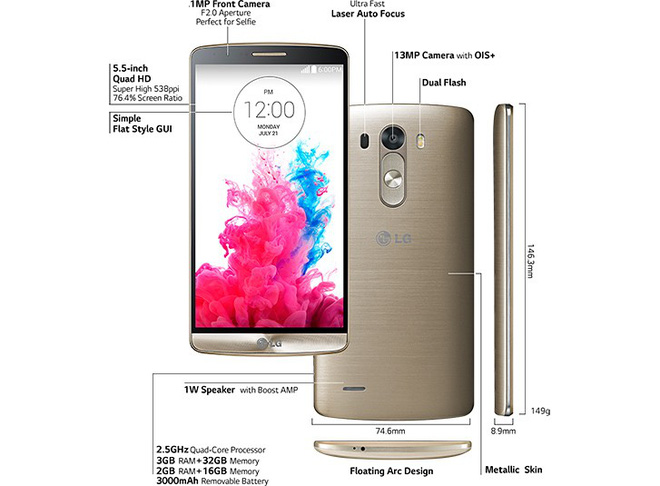 .1MP Front Camera
F2.0 Aperture
Perfect for Selfie
Ultra Fast
Laser Auto Focus
13MP Camera with OIS+
Dual Flash
5.5-inch
Quad HD
Super High 538ppi
76.4% Screen Ratio
Simple
Flat Style GUI
6:00PM
PM
12:00
MONDAY
JULY 21
LG
LG
146.3mm
1W Speaker with Boost AMP
149g
74.6mm
8.9mm
2.5GHz Quad-Core Processor
3GB RAM+32GB Memory
2GB RAM+16GB Memory
3000mAh Removable Battery
Floating Arc Design
Metallic Skin